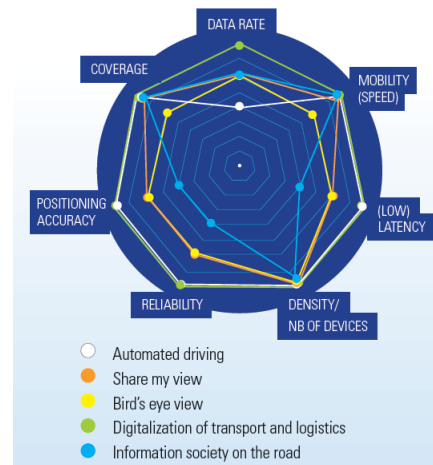 DATA RATE
COVERAGE
MOBILITY
(SPEED)
POSITIONING
ACCURACY
(LOW)
LATENCY
RELIABILITY
DENSITY/
NB OF DEVICES
Automated driving
Share my view
Bird's eye view
Digitalization of transport and logistics
Information society on the road